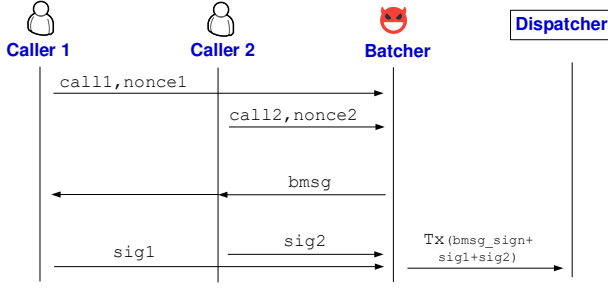 Caller 1
Caller 2
Batcher
Dispatcher
call1,nonce1
call2,nonce2
bmsg
sig1
sig2
Tx(bmsg_sign+
sig1+sig2)